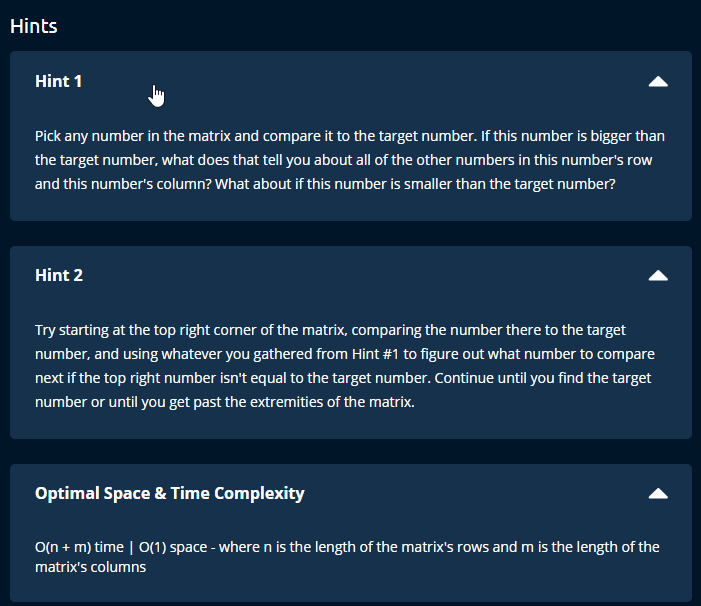 Hints
Hint 1
Pick any number in the matrix and compare it to the target number. If this number is bigger than
the target number, what does that tell you about all of the other numbers in this number's row
and this number's column? What about if this number is smaller than the target number?
Hint 2
Try starting at the top right corner of the matrix, comparing the number there to the target
number, and using whatever you gathered from Hint #1 to figure out what number to compare
next if the top right number isn't equal to the target number. Continue until you find the target
number or until you get past the extremities of the matrix.
Optimal Space & Time Complexity
O(n + m) time | O(1) space - where n is the length of the matrix's rows and m is the length of the
matrix's columns